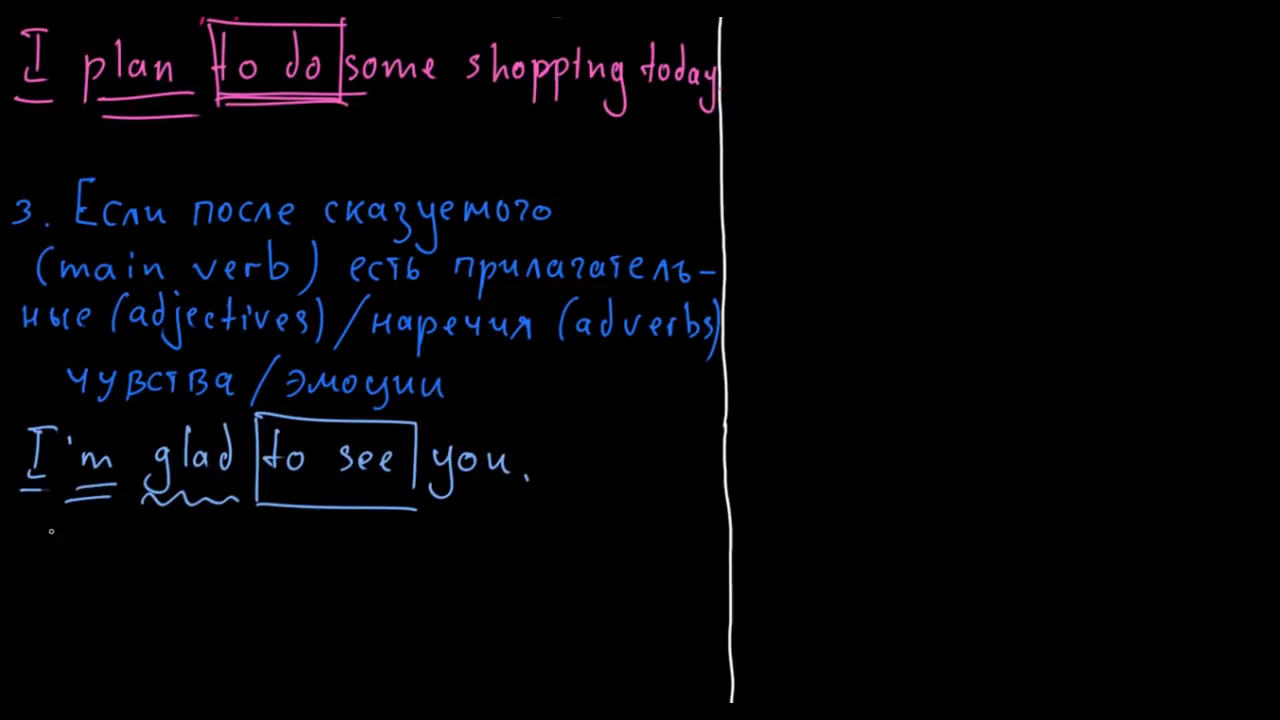 I plan to do some shopping today
3. Если после сказуемого
(main verb) есть прилагатель-
ные (adjectives) / наречия (adverbs)
чувства / эмоции
I'm glad to see you.